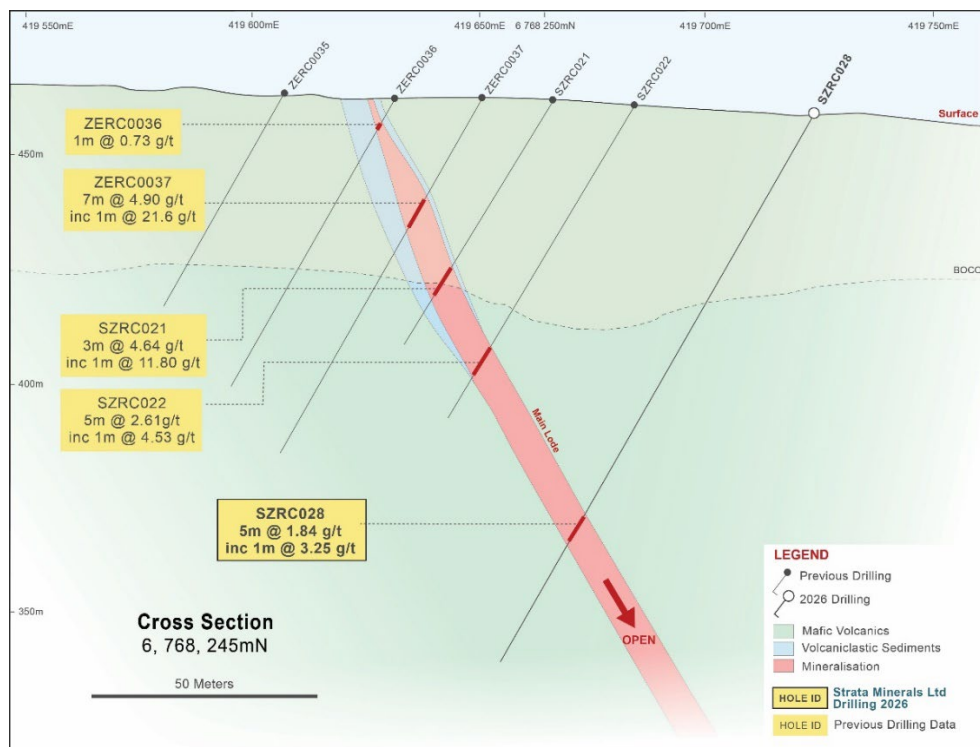 419 550mE
419 600mE
419 650mE
6 768 250mN
419 700mE
419 750mE
ZERC0035
ZERC0036
ZERC0037
SZRC021
SZRC022
SZRC028
Surface
ZERC0036
1m @ 0.73 g/t
450m
ZERC0037
7m @ 4.90 g/t
inc 1m @ 21.6 g/t
BOCO
SZRC021
3m @ 4.64 g/t
inc 1m @ 11.80 g/t
400m
SZRC022
5m @ 2.61g/t
inc 1m @ 4.53 g/t
Main Lode
SZRC028
5m @ 1.84 g/t
inc 1m @ 3.25 g/t
350m
OPEN
Cross Section
6, 768, 245mN
50 Meters
LEGEND
Previous Drilling
2026 Drilling
Mafic Volcanics
Volcaniclastic Sediments
Mineralisation
HOLE ID Strata Minerals Ltd
Drilling 2026
HOLE ID Previous Drilling Data